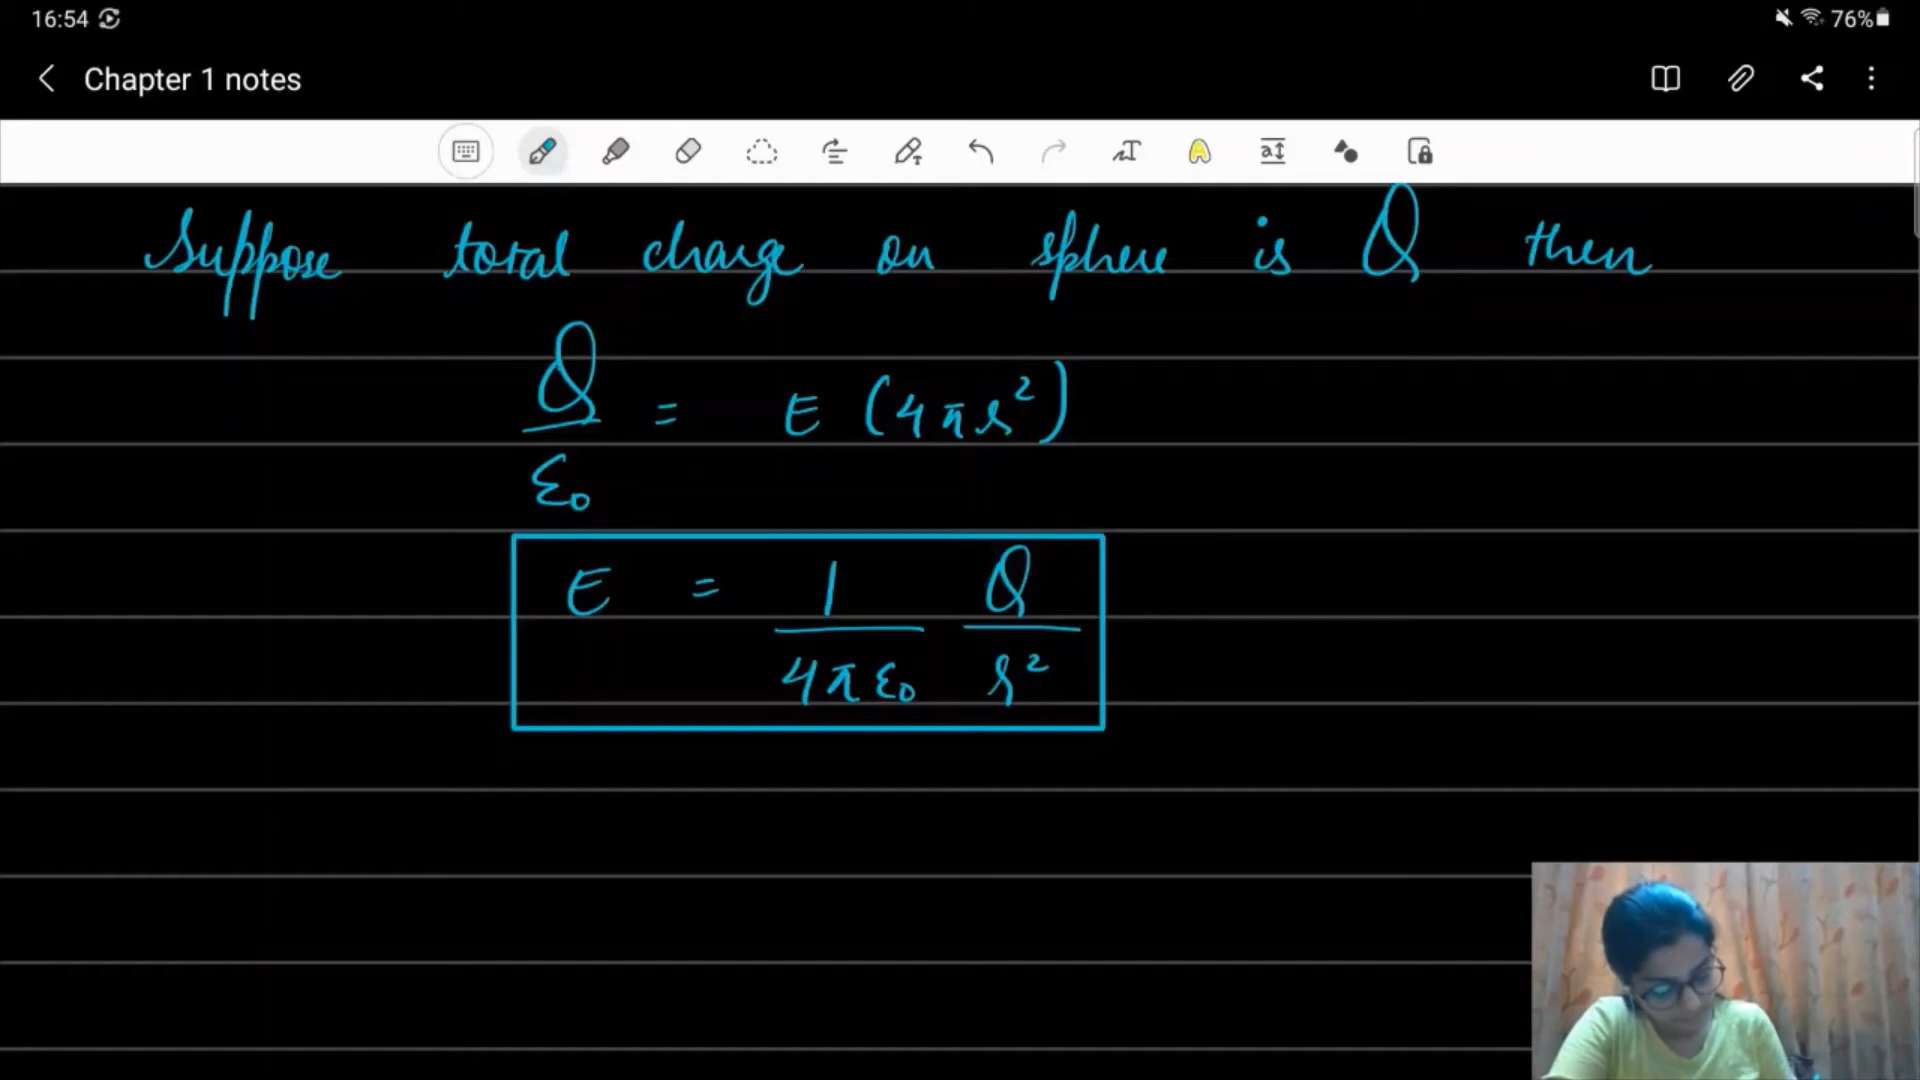 16:54 76%
Chapter 1 notes
Suppose total charge on sphere is Q then
Q/ε₀ = E (4πr²)
E = 1/4πε₀ Q/r²